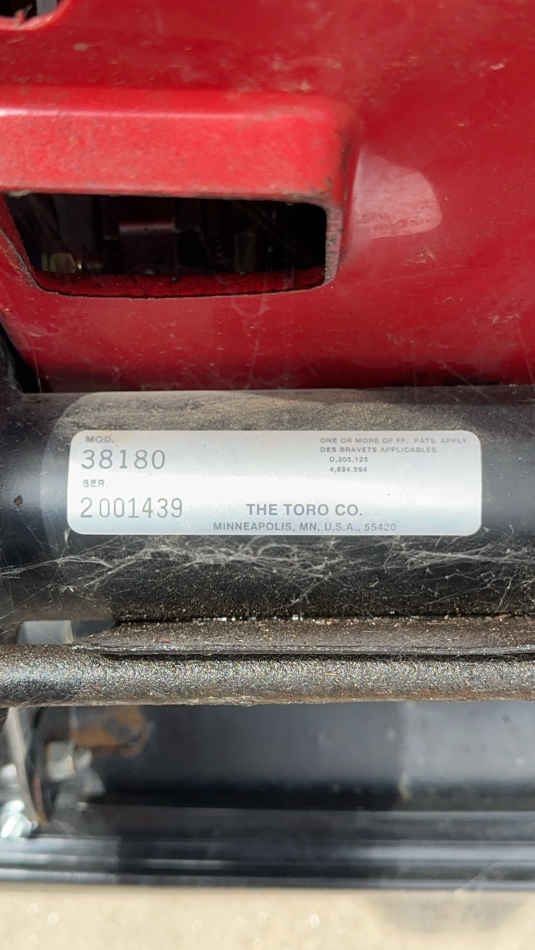 MOD.
38180
SER.
2001439
ONE OR MORE OF FF. PATS. APPLY
DES BRAVETS APPLICABLES
THE TORO CO.
MINNEAPOLIS, MN, U.S.A., 55420